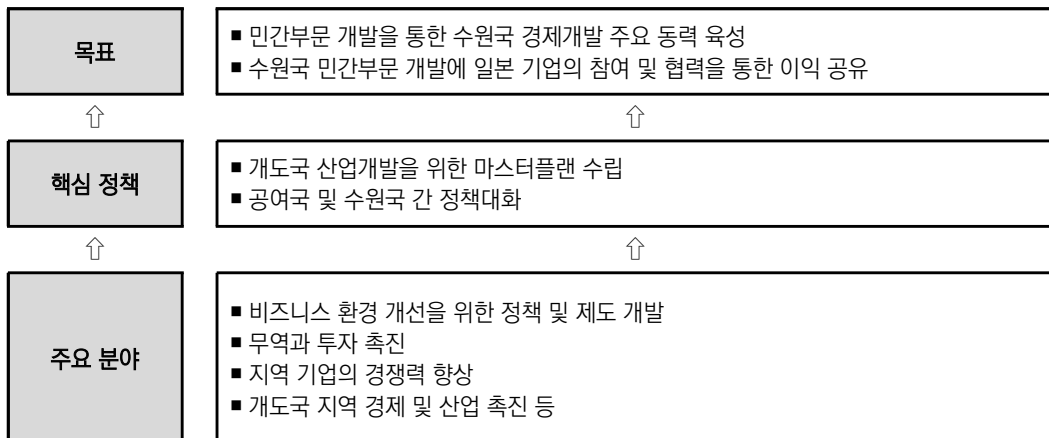 목표
■ 민간부문 개발을 통한 수원국 경제개발 주요 동력 육성
■ 수원국 민간부문 개발에 일본 기업의 참여 및 협력을 통한 이익 공유
⇧ ⇧
핵심 정책
■ 개도국 산업개발을 위한 마스터플랜 수립
■ 공여국 및 수원국 간 정책대화
⇧ ⇧
주요 분야
■ 비즈니스 환경 개선을 위한 정책 및 제도 개발
■ 무역과 투자 촉진
■ 지역 기업의 경쟁력 향상
■ 개도국 지역 경제 및 산업 촉진 등